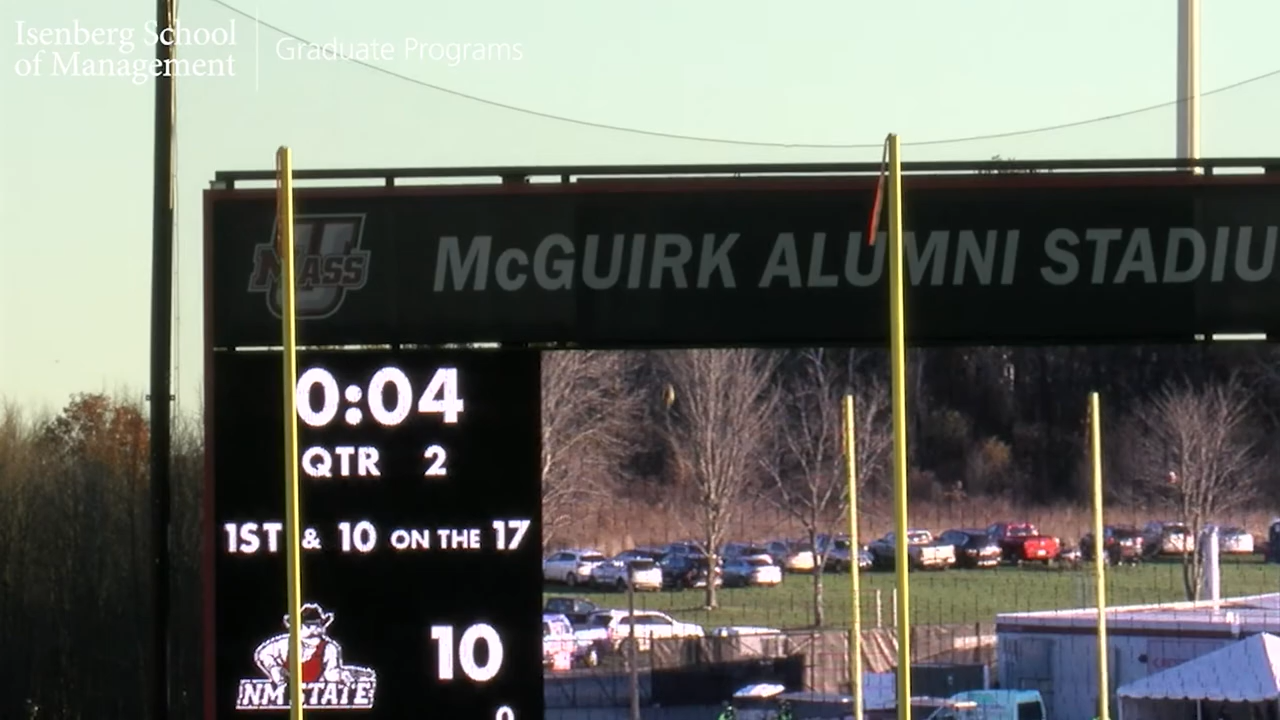 Isenberg School
of Management
Graduate Programs
U
MASS
McGUIRK ALUMNI STADIU
0:04
QTR 2
1ST & 10 ON THE 17
10
NM STATE